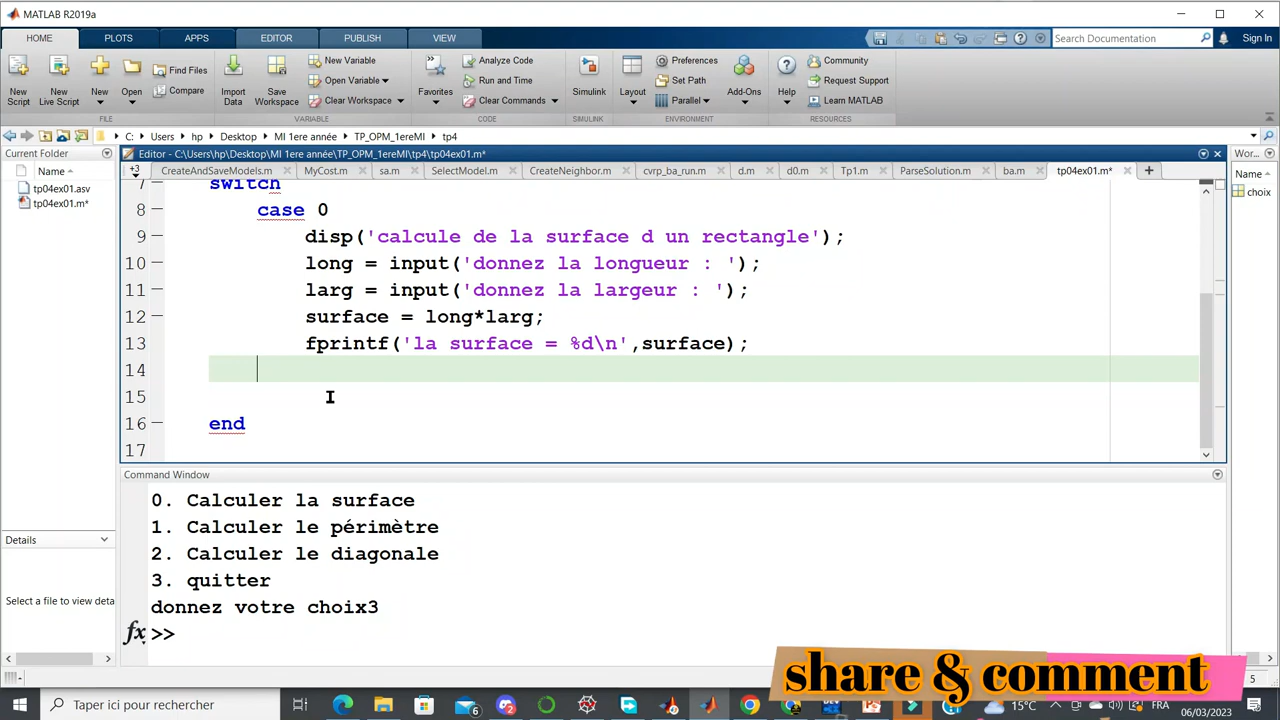 MATLAB R2019a
HOME PLOTS APPS EDITOR PUBLISH VIEW Search Documentation Sign In
New Script New Live Script New Open Find Files Compare Import Data Save Workspace New Variable Open Variable Clear Workspace Favorites Analyze Code Run and Time Clear Commands Simulink Layout Preferences Set Path Parallel Add-Ons Help Community Request Support Learn MATLAB
FILE VARIABLE CODE SIMULINK ENVIRONMENT RESOURCES
C: Users hp Desktop MI 1ere année TP_OPM_1ereMI tp4
Current Folder
Name
tp04ex01.asv
tp04ex01.m*
Details
Select a file to view deta
Editor - C:\Users\hp\Desktop\MI 1ere année\TP_OPM_1ereMI\tp4\tp04ex01.m*
+3 CreateAndSaveModels.m MyCost.m sa.m SelectModel.m CreateNeighbor.m cvrp_ba_run.m d.m d0.m Tp1.m ParseSolution.m ba.m tp04ex01.m*
7 switch
8 case 0
9 disp('calcule de la surface d un rectangle');
10 long = input('donnez la longueur : ');
11 larg = input('donnez la largeur : ');
12 surface = long*larg;
13 fprintf('la surface = %d\n',surface);
14
15
16 end
17
Command Window
0. Calculer la surface
1. Calculer le périmètre
2. Calculer le diagonale
3. quitter
donnez votre choix3
fx >>
Wo...
Name
choix
5
share & comment
Taper ici pour rechercher
6
15°C
FRA
06/03/2023